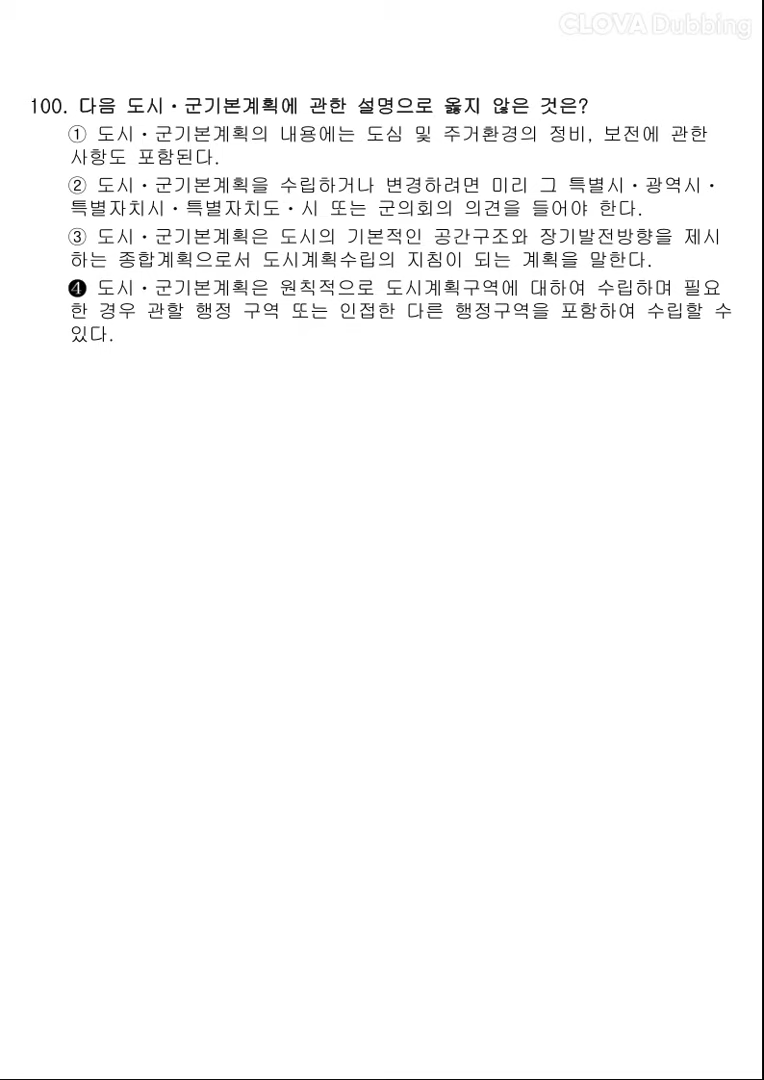 CLOVA Dubbing
100. 다음 도시・군기본계획에 관한 설명으로 옳지 않은 것은?
① 도시・군기본계획의 내용에는 도심 및 주거환경의 정비, 보전에 관한
사항도 포함된다.
② 도시・군기본계획을 수립하거나 변경하려면 미리 그 특별시・광역시・
특별자치시・특별자치도・시 또는 군의회의 의견을 들어야 한다.
③ 도시・군기본계획은 도시의 기본적인 공간구조와 장기발전방향을 제시
하는 종합계획으로서 도시계획수립의 지침이 되는 계획을 말한다.
❹ 도시・군기본계획은 원칙적으로 도시계획구역에 대하여 수립하며 필요
한 경우 관할 행정 구역 또는 인접한 다른 행정구역을 포함하여 수립할 수
있다.